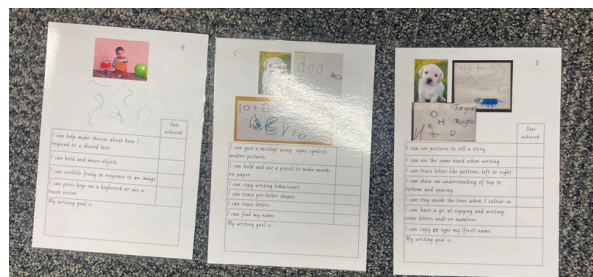 B
Date
achieved
I can help make choices about how I
respond to a shared text
I can hold and move objects.
I can scribble freely in response to an image
I can press keys on a keyboard or use a
touch screen.
My writing goal is...
C
dog
I can give a message using signs symbols
and/or pictures.
I can hold and use a pencil to make marks
on paper.
I can copy writing behaviours
I can trace pre-letter shapes
I can trace letters.
I can find my name
My writing goal is...
D
Date
achieved
I can use pictures to tell a story
I can use the same hand when writing.
I can trace letter-like patterns left to right
I can show an understanding of top to
bottom and spacing
I can stay inside the lines when I colour in.
I can have a go at copying and writing
some letters and/ or numbers.
I can copy or type my (first) name
My writing goal is...